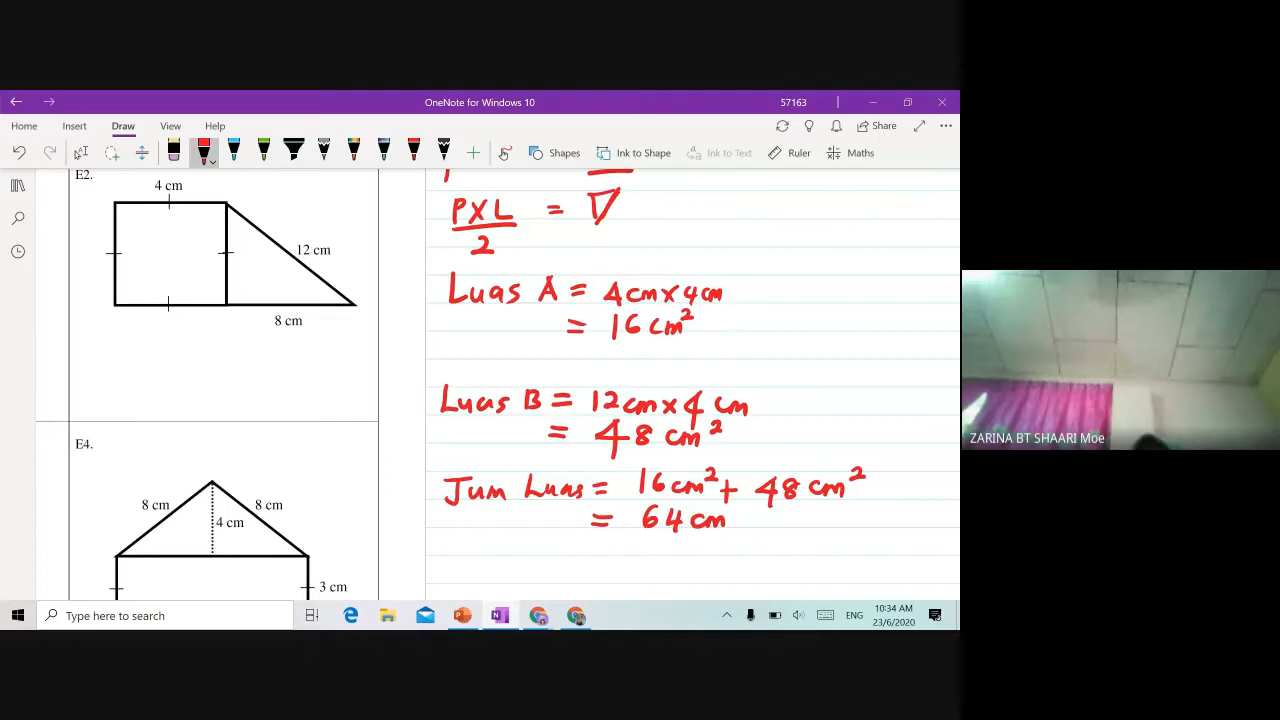 OneNote for Windows 10
57163
Home Insert Draw View Help
Share
Shapes Ink to Shape Ink to Text Ruler Maths
E2.
4 cm
12 cm
8 cm
E4.
8 cm 8 cm
4 cm
3 cm
P X L = ▽
2
Luas A = 4cm x 4cm
= 16 cm²
Luas B = 12cm x 4 cm
= 48 cm²
Jum Luas = 16cm² + 48 cm²
= 64 cm
ZARINA BT SHAARI Moe
Type here to search
ENG
10:34 AM
23/6/2020